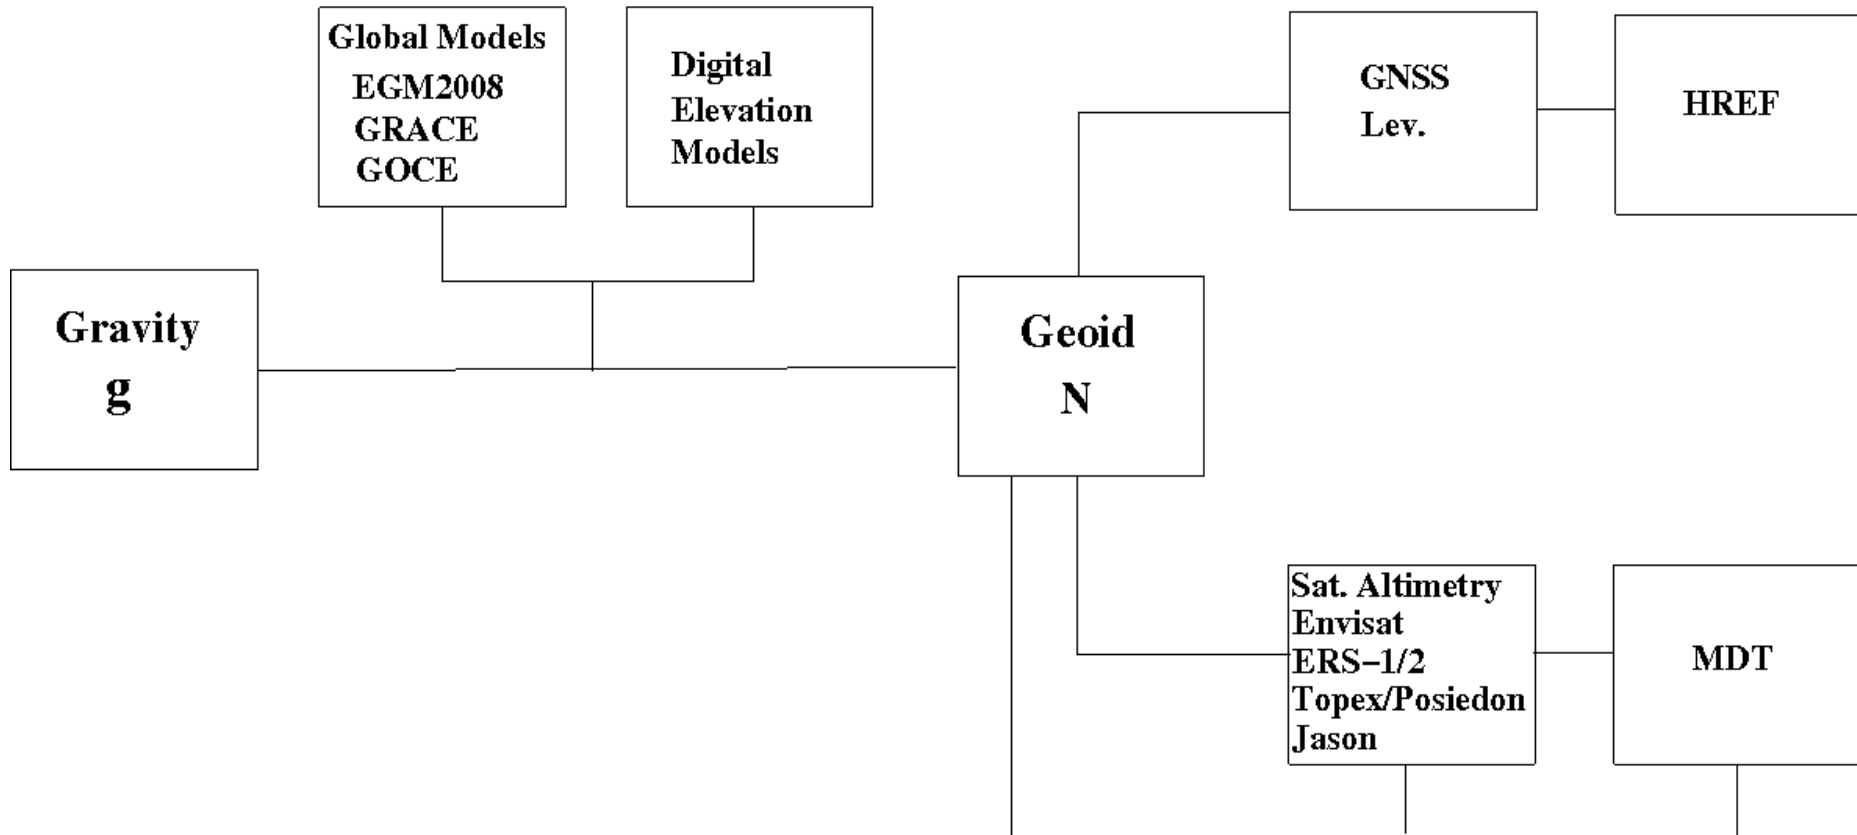 Global Models
EGM2008
GRACE
GOCE
Digital
Elevation
Models
GNSS
Lev.
HREF
Gravity
g
Geoid
N
Sat. Altimetry
Envisat
ERS−1/2
Topex/Posiedon
Jason
MDT